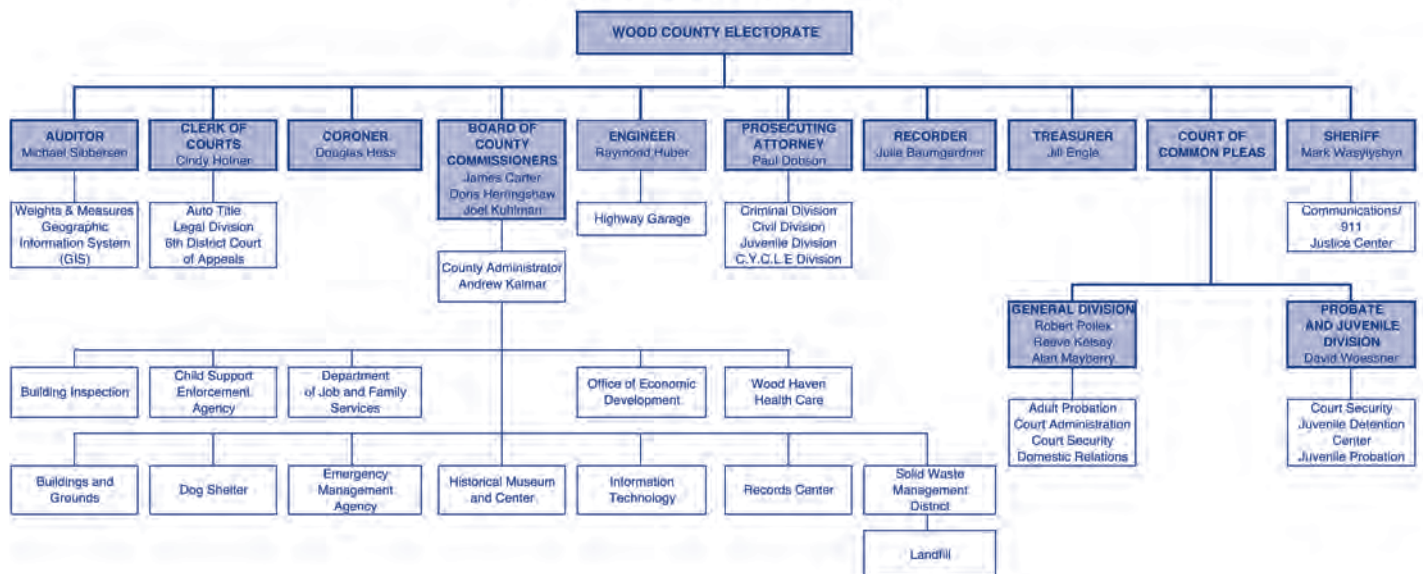 WOOD COUNTY ELECTORATE
AUDITOR
Michael Sibbersen
CLERK OF
COURTS
Cindy Hofner
CORONER
Douglas Hess
BOARD OF
COUNTY
COMMISSIONERS
James Carter
Doris Herringshaw
Joel Kuhlman
ENGINEER
Raymond Huber
PROSECUTING
ATTORNEY
Paul Dobson
RECORDER
Julie Baumgardner
TREASURER
Jill Engle
COURT OF
COMMON PLEAS
SHERIFF
Mark Wasylyshyn
Weights & Measures
Geographic
Information System
(GIS)
Auto Title
Legal Division
6th District Court
of Appeals
Highway Garage
Criminal Division
Civil Division
Juvenile Division
C.Y.C.L.E Division
Communications/
911
Justice Center
County Administrator
Andrew Kalmar
GENERAL DIVISION
Robert Pollex
Reeve Kelsey
Alan Mayberry
PROBATE
AND JUVENILE
DIVISION
David Woessner
Building Inspection
Child Support
Enforcement
Agency
Department
of Job and Family
Services
Office of Economic
Development
Wood Haven
Health Care
Adult Probation
Court Administration
Court Security
Domestic Relations
Court Security
Juvenile Detention
Center
Juvenile Probation
Buildings and
Grounds
Dog Shelter
Emergency
Management
Agency
Historical Museum
and Center
Information
Technology
Records Center
Solid Waste
Management
District
Landfill